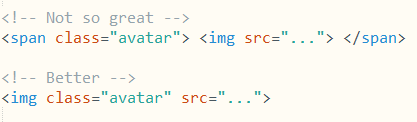 <!-- Not so great -->
<span class="avatar"> <img src="..."> </span>
<!-- Better -->
<img class="avatar" src="...">